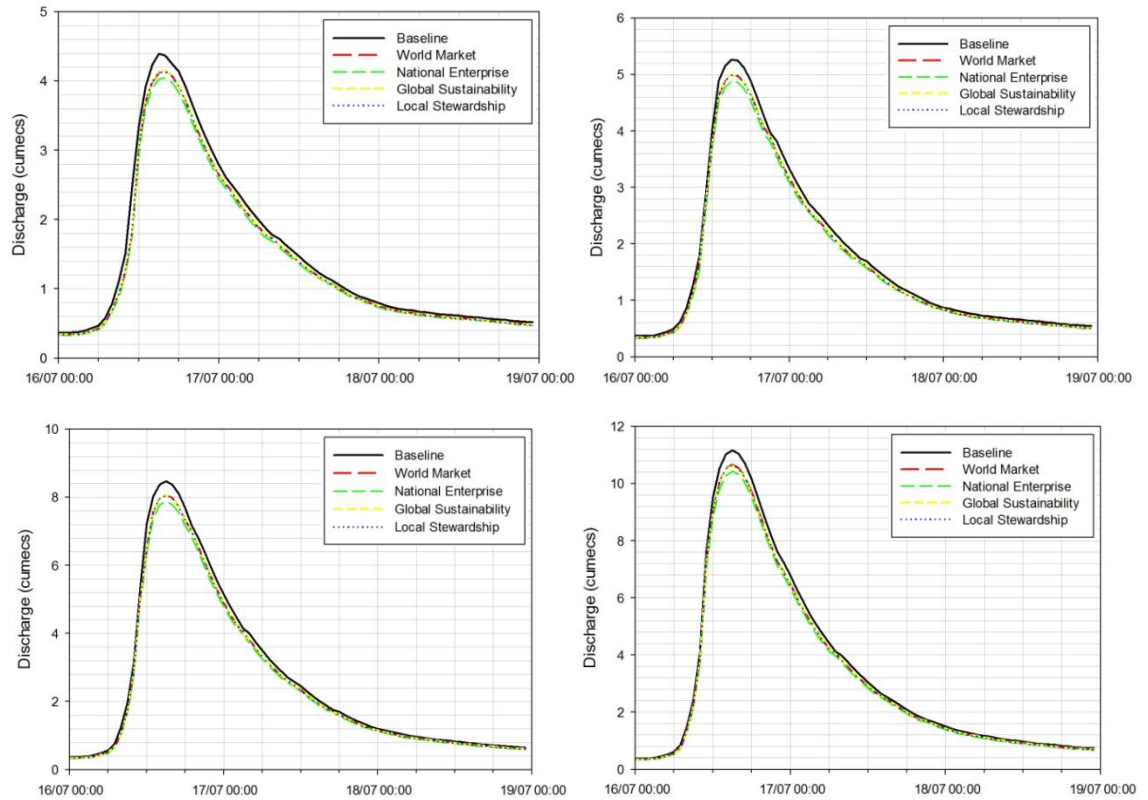 5
4
3
2
1
0
Discharge (cumecs)
Baseline
World Market
National Enterprise
Global Sustainability
Local Stewardship
16/07 00:00
17/07 00:00
18/07 00:00
19/07 00:00
6
5
4
3
2
1
0
Discharge (cumecs)
Baseline
World Market
National Enterprise
Global Sustainability
Local Stewardship
16/07 00:00
17/07 00:00
18/07 00:00
19/07 00:00
10
8
6
4
2
0
Discharge (cumecs)
Baseline
World Market
National Enterprise
Global Sustainability
Local Stewardship
16/07 00:00
17/07 00:00
18/07 00:00
19/07 00:00
12
10
8
6
4
2
0
Discharge (cumecs)
Baseline
World Market
National Enterprise
Global Sustainability
Local Stewardship
16/07 00:00
17/07 00:00
18/07 00:00
19/07 00:00